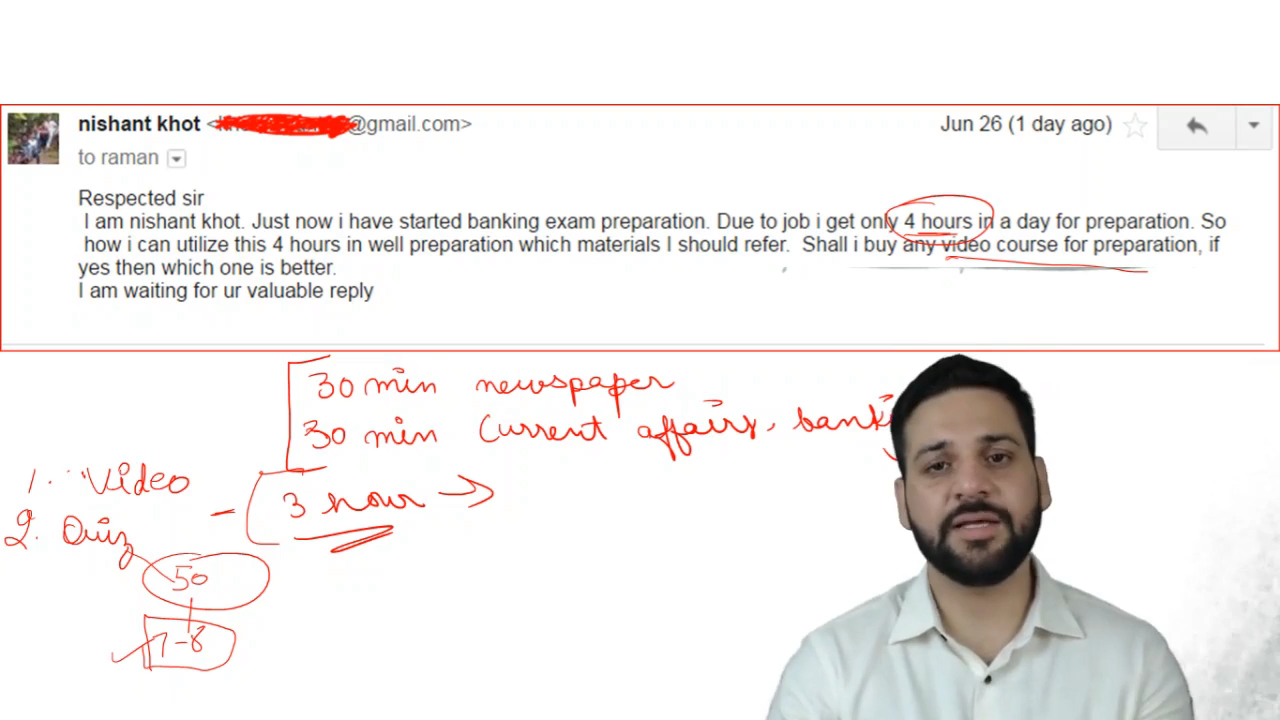 nishant khot <@gmail.com>
Jun 26 (1 day ago)
to raman
Respected sir
I am nishant khot. Just now i have started banking exam preparation. Due to job i get only 4 hours in a day for preparation. So
how i can utilize this 4 hours in well preparation which materials I should refer. Shall i buy any video course for preparation, if
yes then which one is better.
I am waiting for ur valuable reply
30 min newspaper
30 min Current affairs, banki
1. Video
- 3 hour →
2. Quiz
50
7-8